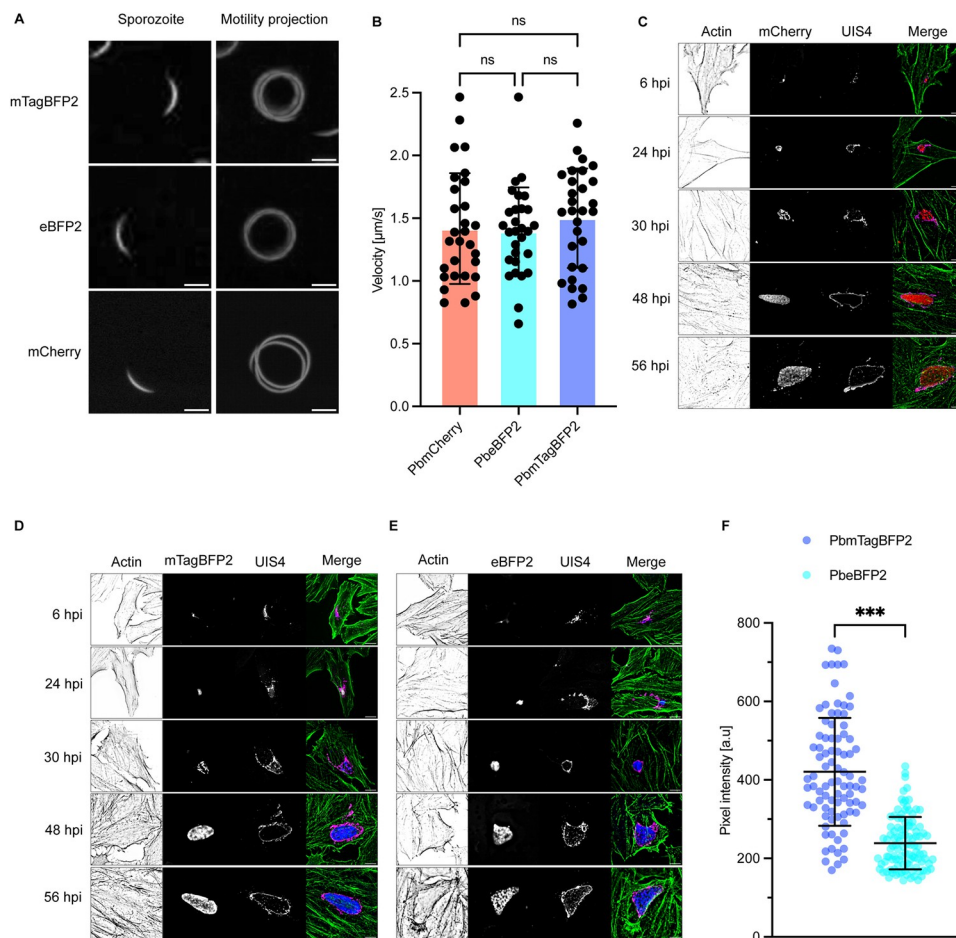 A
Sporozoite Motility projection
mTagBFP2
eBFP2
mCherry
B
ns
ns ns
2.5
2.0
1.5
1.0
0.5
0.0
Velocity [µm/s]
PbmCherry
PbeBFP2
PbmTagBFP2
C
Actin mCherry UIS4 Merge
6 hpi
24 hpi
30 hpi
48 hpi
56 hpi
D
Actin mTagBFP2 UIS4 Merge
6 hpi
24 hpi
30 hpi
48 hpi
56 hpi
E
Actin eBFP2 UIS4 Merge
F
PbmTagBFP2
PbeBFP2
***
800
600
400
200
0
Pixel intensity [a.u]